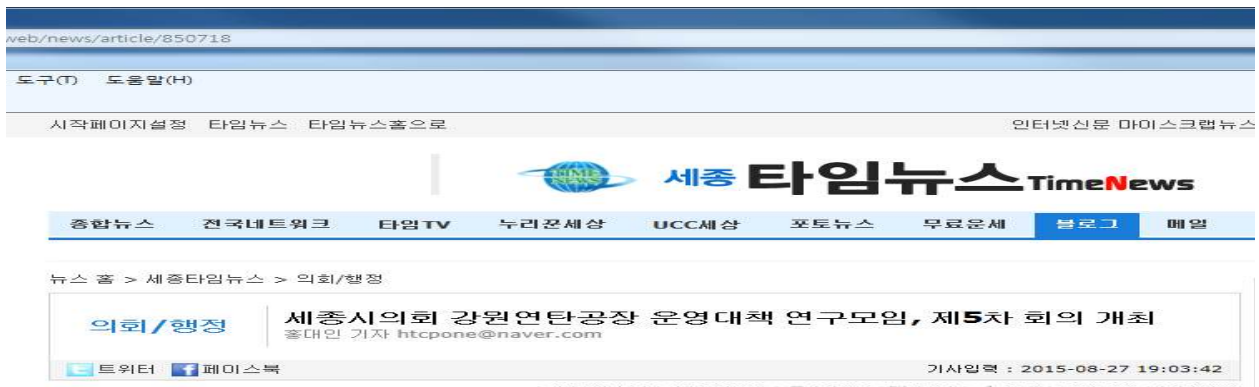 web/news/article/850718
도구(T) 도움말(H)
시작페이지설정 타임뉴스 타임뉴스홈으로 인터넷신문 마이스크랩뉴스
TIME NEWS 세종 타임뉴스 TimeNews
종합뉴스 전국네트워크 타임TV 누리꾼세상 UCC세상 포토뉴스 무료운세 블로그 메일
뉴스 홈 > 세종타임뉴스 > 의회/행정
의회/행정 세종시의회 강원연탄공장 운영대책 연구모임, 제5차 회의 개최
홍대인 기자 htcpone@naver.com
트위터 페이스북 기사입력 : 2015-08-27 19:03:42